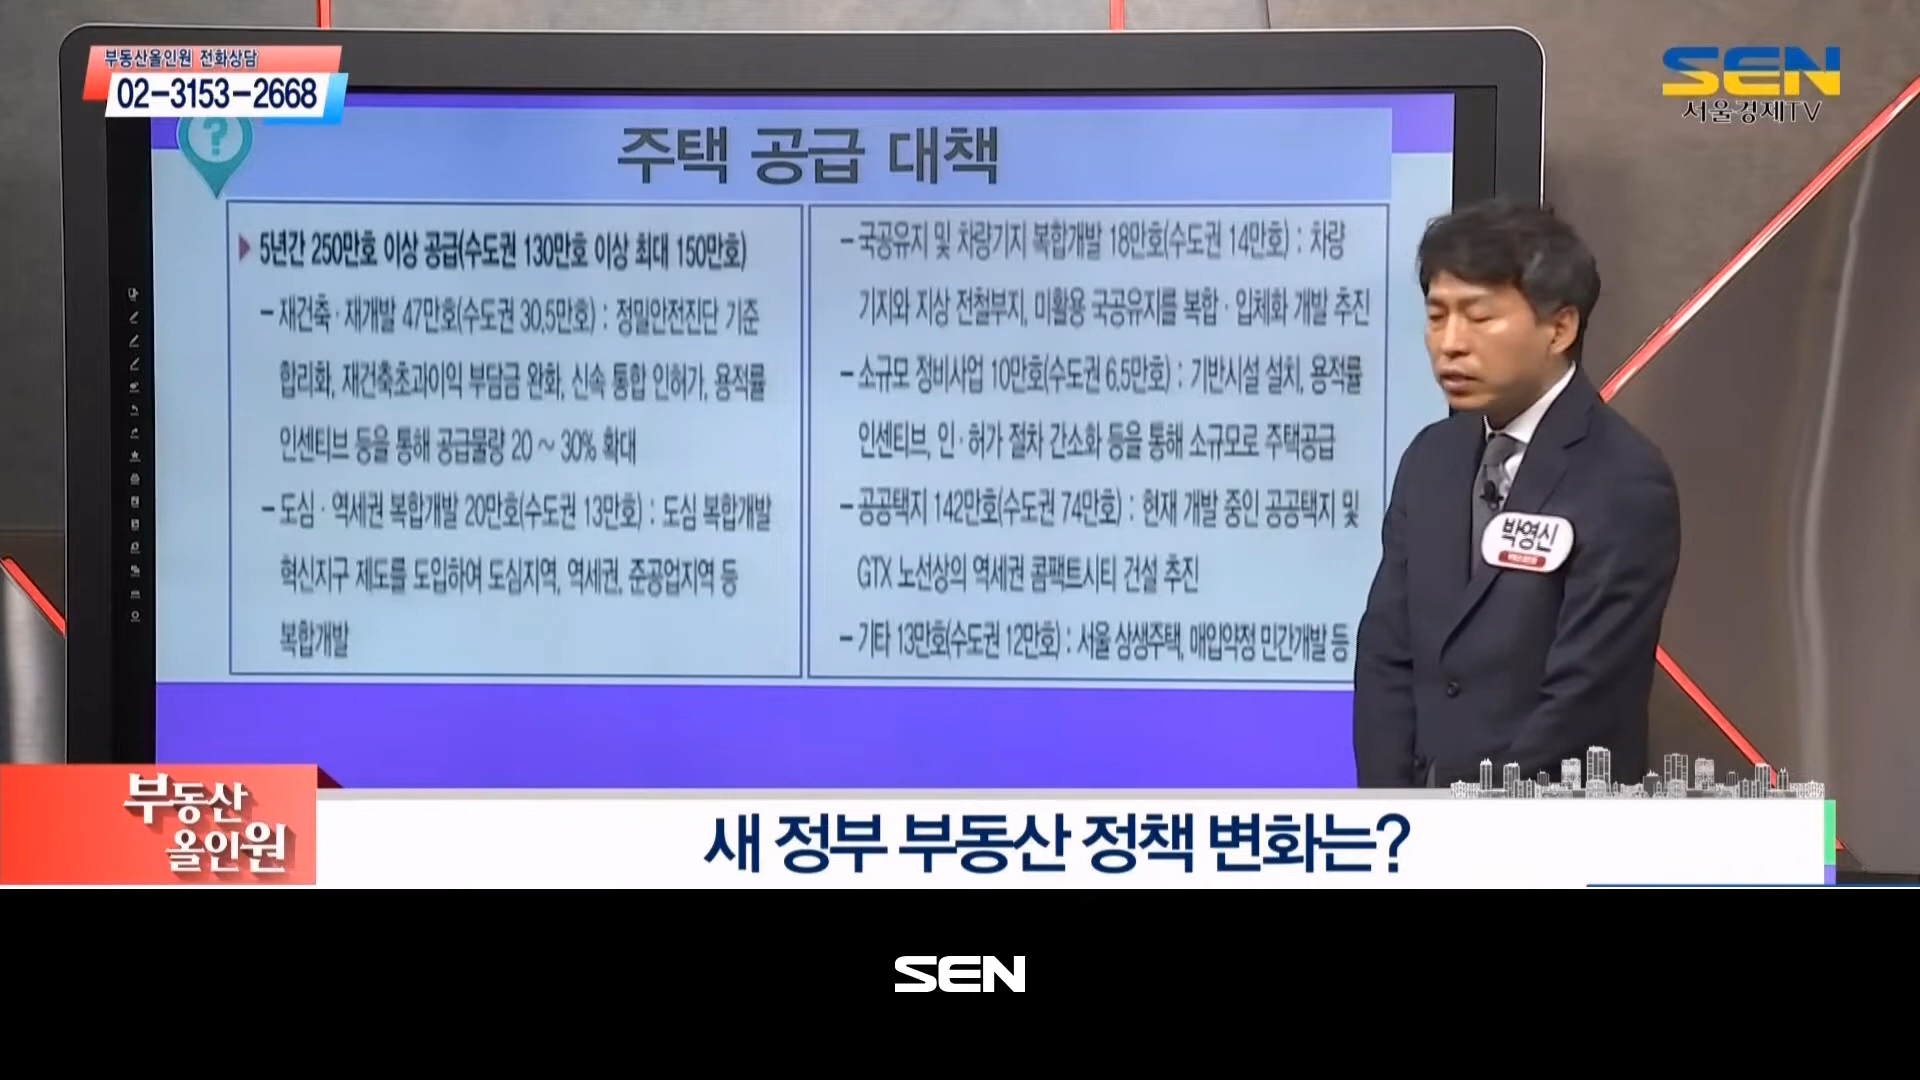 부동산올인원 전화상담
02-3153-2668
SEN
서울경제TV
?
주택 공급 대책
5년간 250만호 이상 공급(수도권 130만호 이상 최대 150만호)
- 재건축·재개발 47만호(수도권 30.5만호) : 정밀안전진단 기준
합리화, 재건축초과이익 부담금 완화, 신속 통합 인허가, 용적률
인센티브 등을 통해 공급물량 20 ~ 30% 확대
- 도심·역세권 복합개발 20만호(수도권 13만호) : 도심 복합개발
혁신지구 제도를 도입하여 도심지역, 역세권, 준공업지역 등
복합개발
- 국공유지 및 차량기지 복합개발 18만호(수도권 14만호) : 차량
기지와 지상 전철부지, 미활용 국공유지를 복합·입체화 개발 추진
- 소규모 정비사업 10만호(수도권 6.5만호) : 기반시설 설치, 용적률
인센티브, 인·허가 절차 간소화 등을 통해 소규모로 주택공급
- 공공택지 142만호(수도권 74만호) : 현재 개발 중인 공공택지 및
GTX 노선상의 역세권 콤팩트시티 건설 추진
- 기타 13만호(수도권 12만호) : 서울 상생주택, 매입약정 민간개발 등
박영신
부동산
올인원
새 정부 부동산 정책 변화는?
SEN